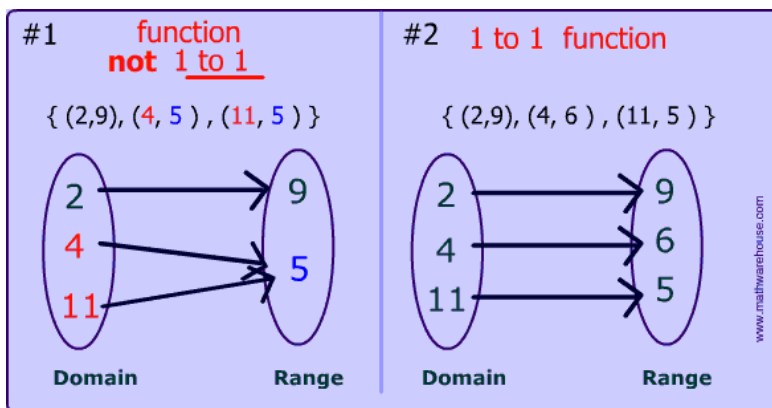 #1 function
not 1 to 1
{ (2,9), (4, 5 ) , (11, 5 ) }
2
9
4
5
11
Domain
Range
#2 1 to 1 function
{ (2,9), (4, 6 ) , (11, 5 ) }
2
9
4
6
11
5
Domain
Range
www.mathwarehouse.com